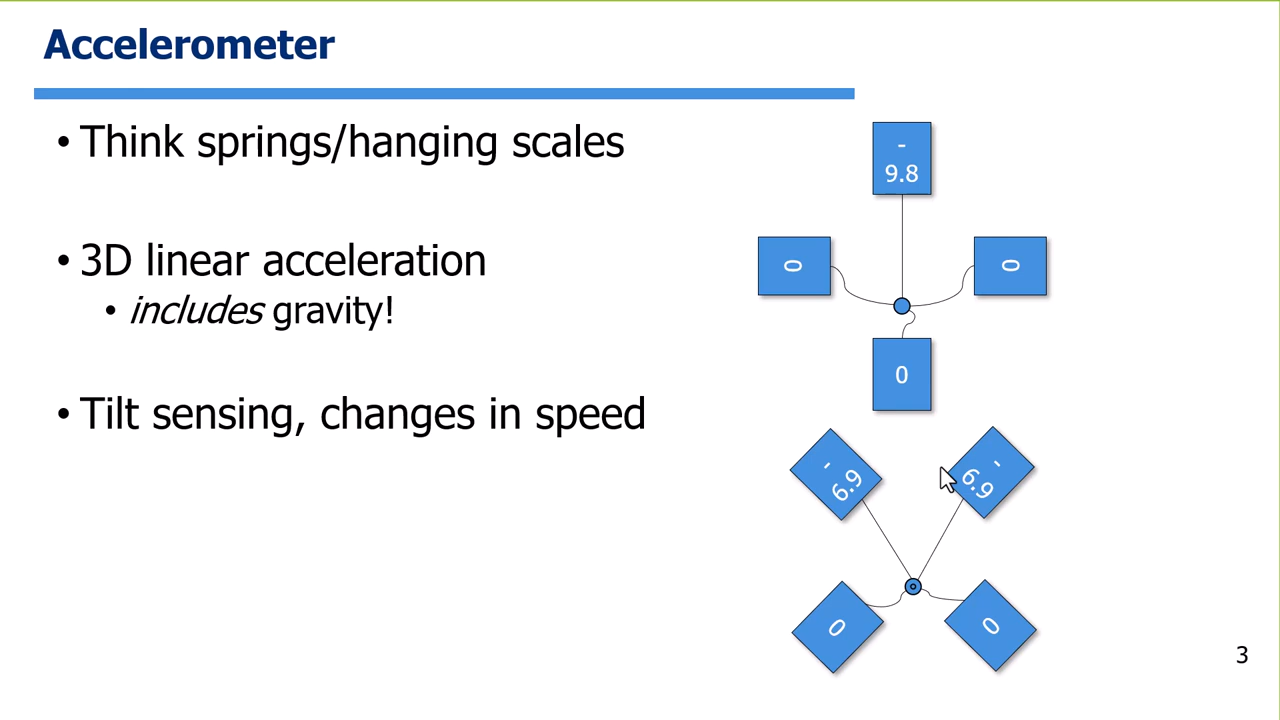 Accelerometer
• Think springs/hanging scales
• 3D linear acceleration
• includes gravity!
• Tilt sensing, changes in speed
-
9.8
0
0
0
-
6.9
-
6.9
0
0
3